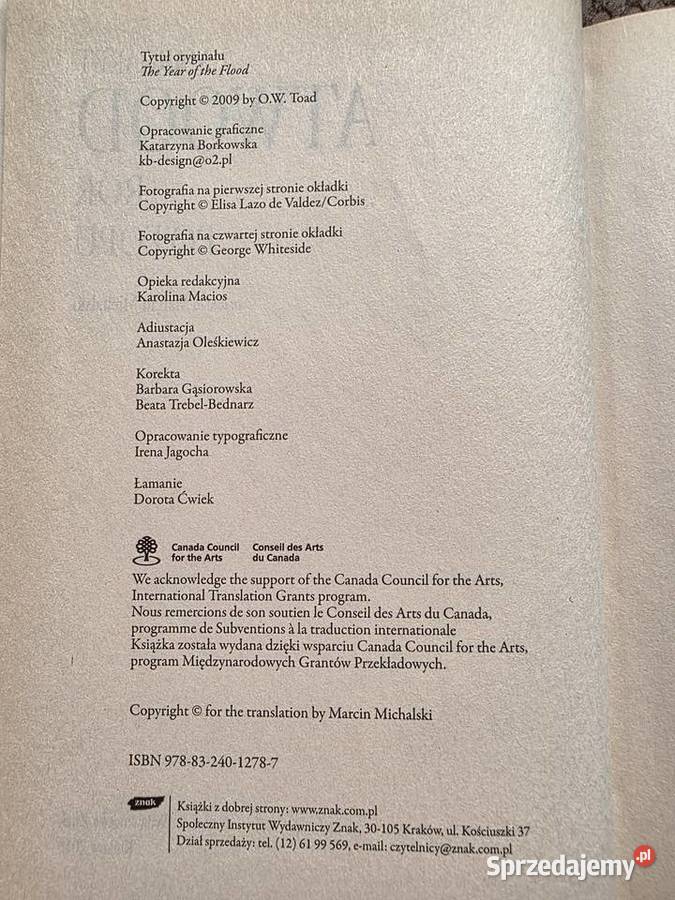 Tytuł oryginału
The Year of the Flood
Copyright © 2009 by O.W. Toad
Opracowanie graficzne
Katarzyna Borkowska
kb-design@o2.pl
Fotografia na pierwszej stronie okładki
Copyright © Elisa Lazo de Valdez/Corbis
Fotografia na czwartej stronie okładki
Copyright © George Whiteside
Opieka redakcyjna
Karolina Macios
Adiustacja
Anastazja Oleśkiewicz
Korekta
Barbara Gąsiorowska
Beata Trebel-Bednarz
Opracowanie typograficzne
Irena Jagocha
Łamanie
Dorota Ćwiek
Canada Council Conseil des Arts
for the Arts du Canada
We acknowledge the support of the Canada Council for the Arts,
International Translation Grants program.
Nous remercions de son soutien le Conseil des Arts du Canada,
programme de Subventions à la traduction internationale
Książka została wydana dzięki wsparciu Canada Council for the Arts,
program Międzynarodowych Grantów Przekładowych.
Copyright © for the translation by Marcin Michalski
ISBN 978-83-240-1278-7
znak
Książki z dobrej strony: www.znak.com.pl
Społeczny Instytut Wydawniczy Znak, 30-105 Kraków, ul. Kościuszki 37
Dział sprzedaży: tel. (12) 61 99 569, e-mail: czytelnicy@znak.com.pl
Sprzedajemy.pl